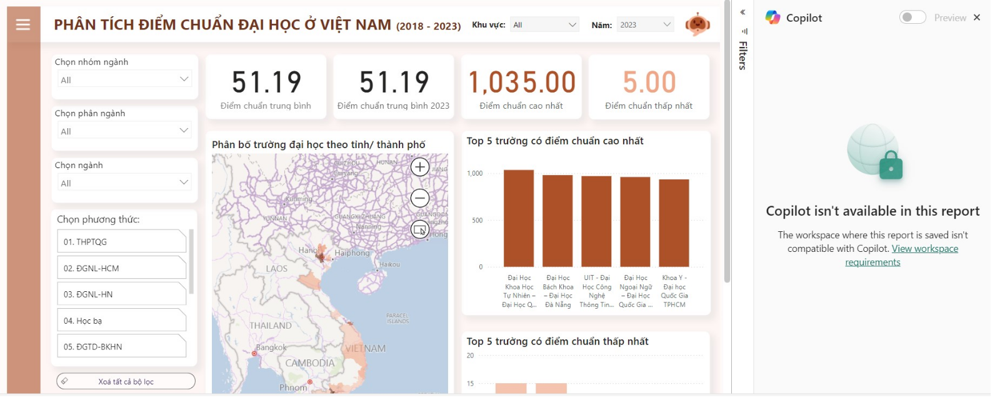 PHÂN TÍCH ĐIỂM CHUẨN ĐẠI HỌC Ở VIỆT NAM (2018 - 2023)
Khu vực:
All
Năm:
2023
Chọn nhóm ngành
All
Chọn phân ngành
All
Chọn ngành
All
Chọn phương thức:
01. THPTQG
02. ĐGNL-HCM
03. ĐGNL-HN
04. Học bạ
05. ĐGTD-BKHN
Xoá tất cả bộ lọc
51.19
Điểm chuẩn trung bình
51.19
Điểm chuẩn trung bình 2023
1,035.00
Điểm chuẩn cao nhất
5.00
Điểm chuẩn thấp nhất
Phân bố trường đại học theo tỉnh/ thành phố
GUIZHOU
HUNAN
JIANG
Guiyang
Kunming
YUNNAN
GUANGXIZHUANG
GUANGDON
Nanning
Hong
Hanoi
Haiphong
LAOS
Haikou
PARACEL
ISLANDS
THAILAND
Bangkok
VIETNAM
CAMBODIA
Phnom
Top 5 trường có điểm chuẩn cao nhất
1,000
500
0
Đại Học
Khoa Học
Tự Nhiên –
Đại Học Q...
Đại Học
Bách Khoa
– Đại Học
Đà Nẵng
UIT - Đại
Học Công
Nghệ
Thông Tin...
Đại Học
Ngoại Ngữ
– Đại Học
Quốc Gia ...
Khoa Y -
Đại học
Quốc Gia
TPHCM
Top 5 trường có điểm chuẩn thấp nhất
20
15
Filters
Copilot
Preview
Copilot isn't available in this report
The workspace where this report is saved isn't
compatible with Copilot. View workspace
requirements